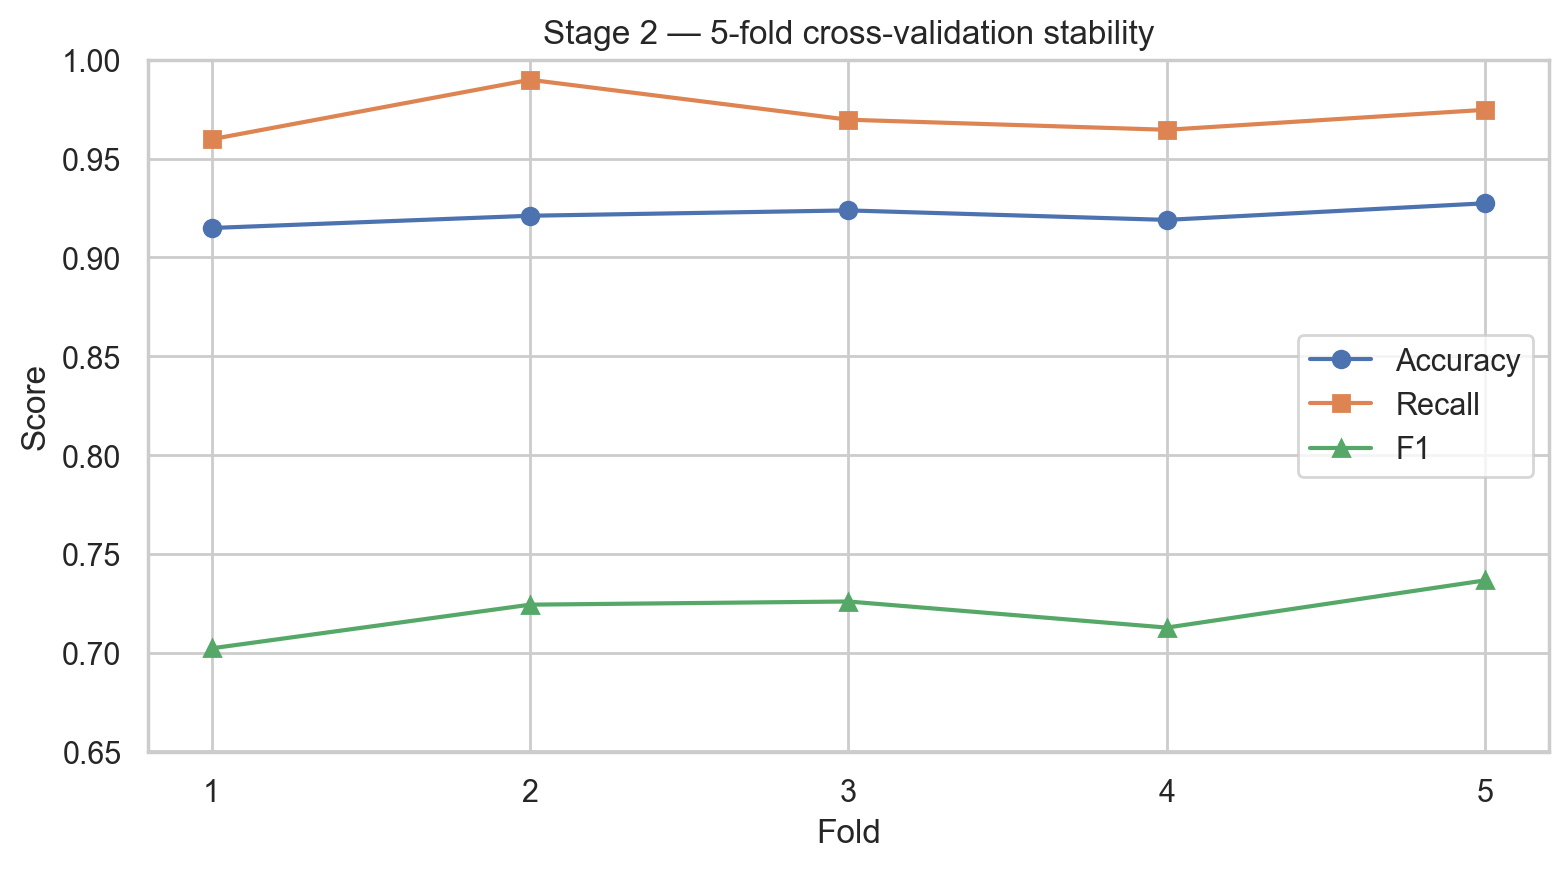 Stage 2 — 5-fold cross-validation stability
1.00
0.95
0.90
0.85
0.80
0.75
0.70
0.65
Score
Accuracy
Recall
F1
1 2 3 4 5
Fold